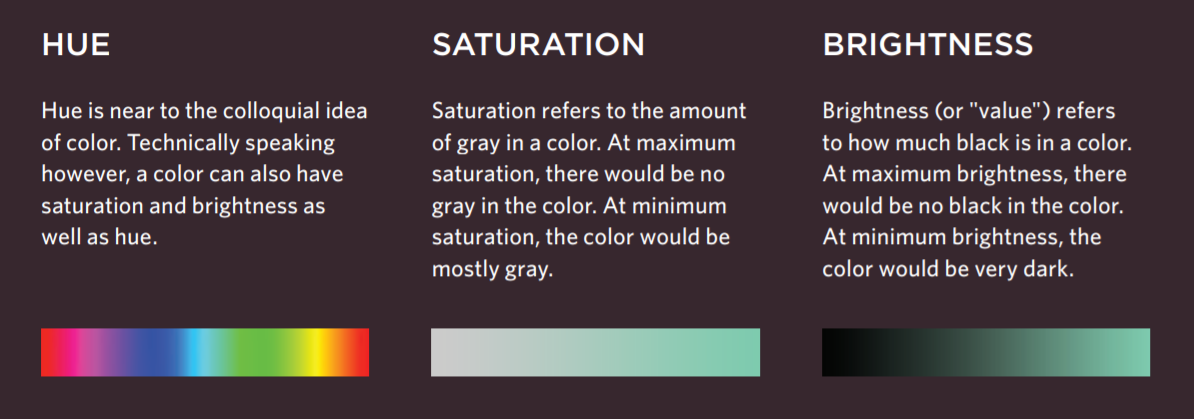 HUE
Hue is near to the colloquial idea
of color. Technically speaking
however, a color can also have
saturation and brightness as
well as hue.
SATURATION
Saturation refers to the amount
of gray in a color. At maximum
saturation, there would be no
gray in the color. At minimum
saturation, the color would be
mostly gray.
BRIGHTNESS
Brightness (or "value") refers
to how much black is in a color.
At maximum brightness, there
would be no black in the color.
At minimum brightness, the
color would be very dark.